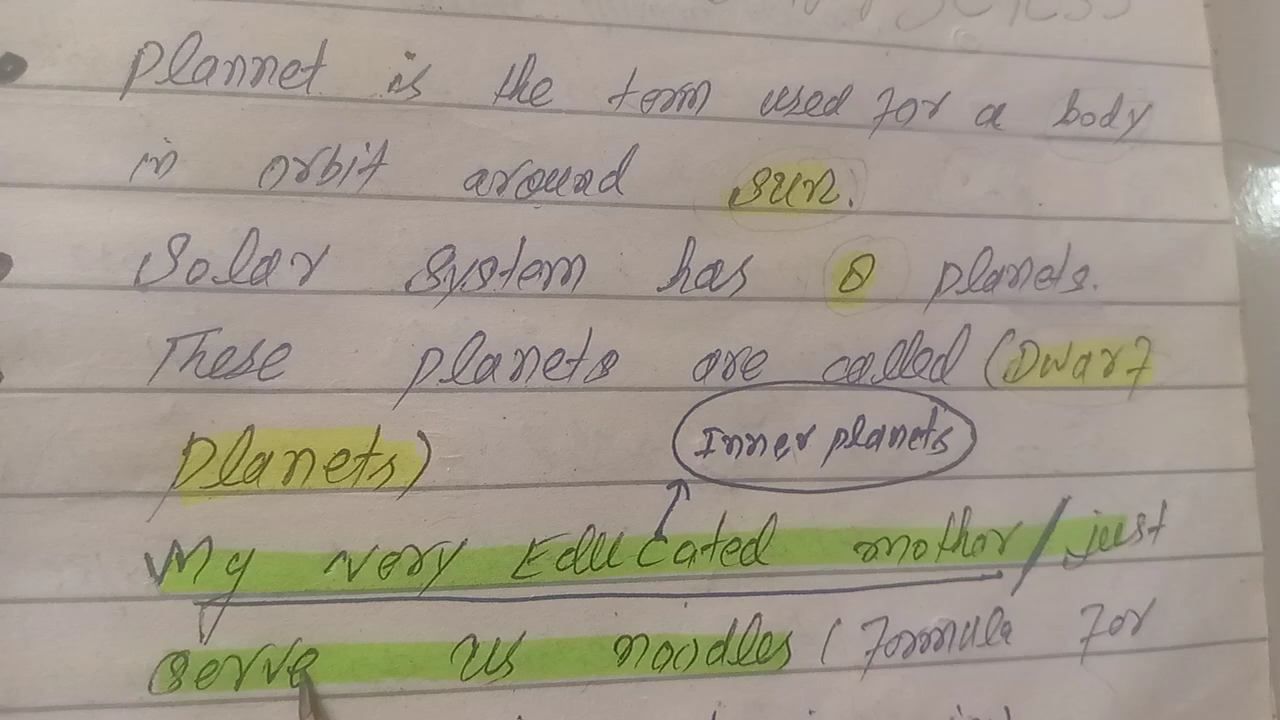 Plannet is the term used for a body
in orbit around sun.
Solar system has 8 planets.
These planets are called (Dwarf
Planets)
Inner planets
My very Educated mother / just
serve us noodles (Formula for